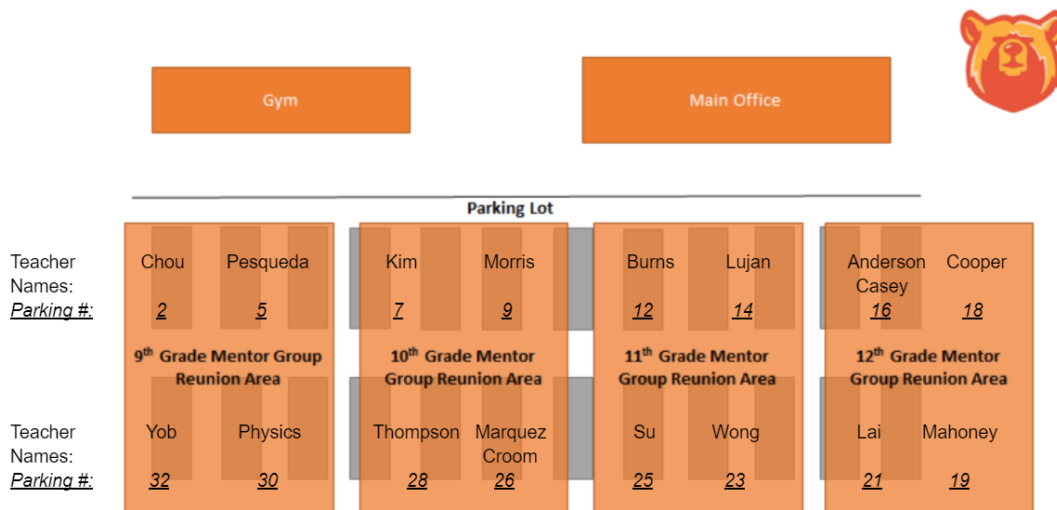 Gym
Main Office
Parking Lot
Teacher Names:
Chou Pesqueda Kim Morris Burns Lujan Anderson Casey Cooper
Parking #: 2 5 7 9 12 14 16 18
9th Grade Mentor Group Reunion Area
10th Grade Mentor Group Reunion Area
11th Grade Mentor Group Reunion Area
12th Grade Mentor Group Reunion Area
Teacher Names:
Yob Physics Thompson Marquez Croom Su Wong Lai Mahoney
Parking #: 32 30 28 26 25 23 21 19